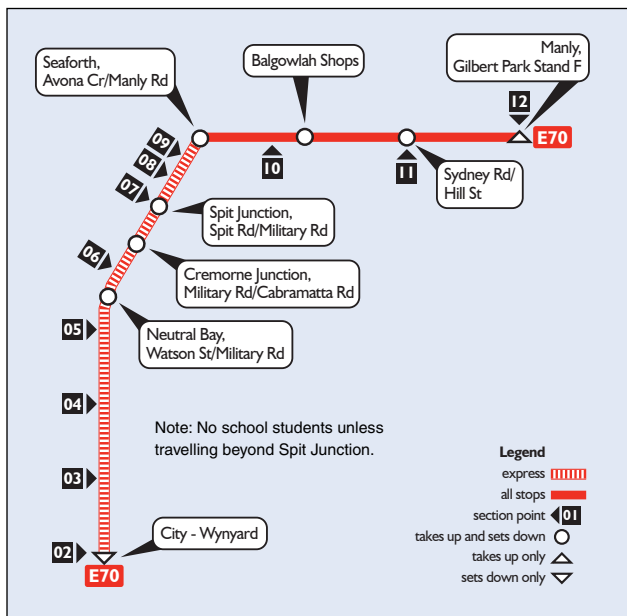 Seaforth,
Avona Cr/Manly Rd
Balgowlah Shops
Manly,
Gilbert Park Stand F
12
E70
09
08
07
10
11
Sydney Rd/
Hill St
Spit Junction,
Spit Rd/Military Rd
06
Cremorne Junction,
Military Rd/Cabramatta Rd
05
Neutral Bay,
Watson St/Military Rd
04
Note: No school students unless
travelling beyond Spit Junction.
03
02
City - Wynyard
E70
Legend
express
all stops
section point 01
takes up and sets down
takes up only
sets down only